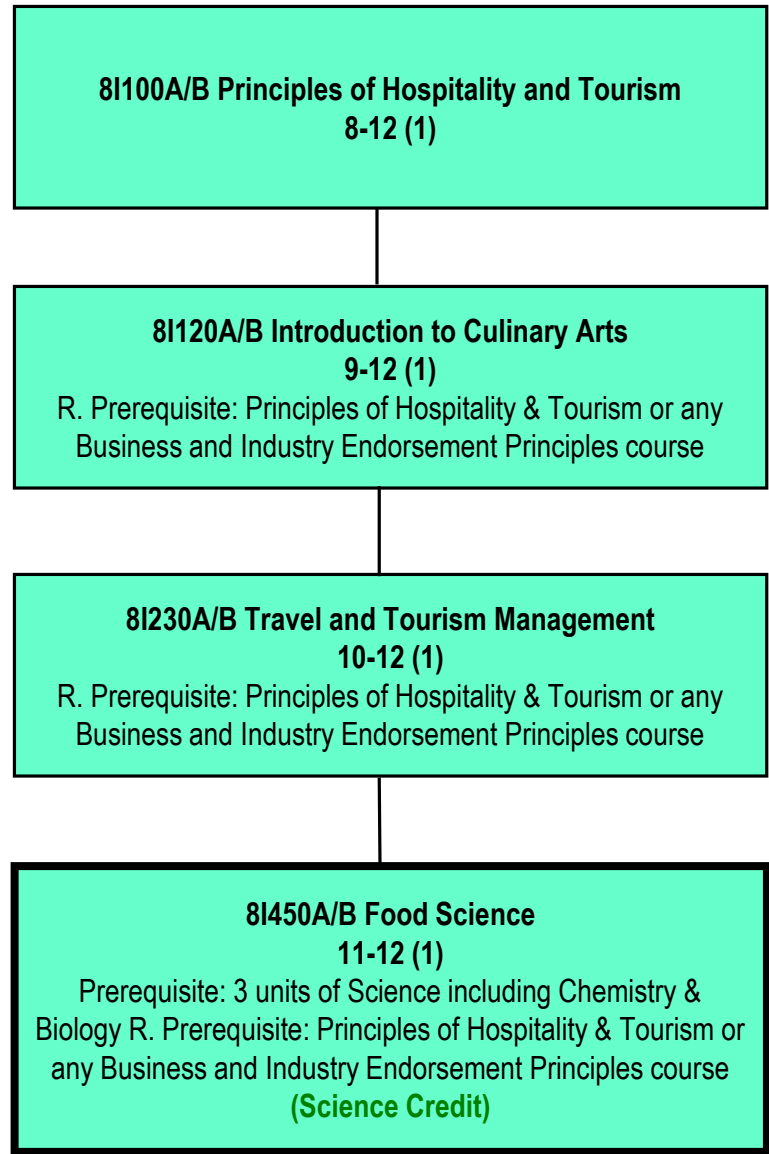 8I100A/B Principles of Hospitality and Tourism
8-12 (1)
8I120A/B Introduction to Culinary Arts
9-12 (1)
R. Prerequisite: Principles of Hospitality & Tourism or any
Business and Industry Endorsement Principles course
8I230A/B Travel and Tourism Management
10-12 (1)
R. Prerequisite: Principles of Hospitality & Tourism or any
Business and Industry Endorsement Principles course
8I450A/B Food Science
11-12 (1)
Prerequisite: 3 units of Science including Chemistry &
Biology R. Prerequisite: Principles of Hospitality & Tourism or
any Business and Industry Endorsement Principles course
(Science Credit)